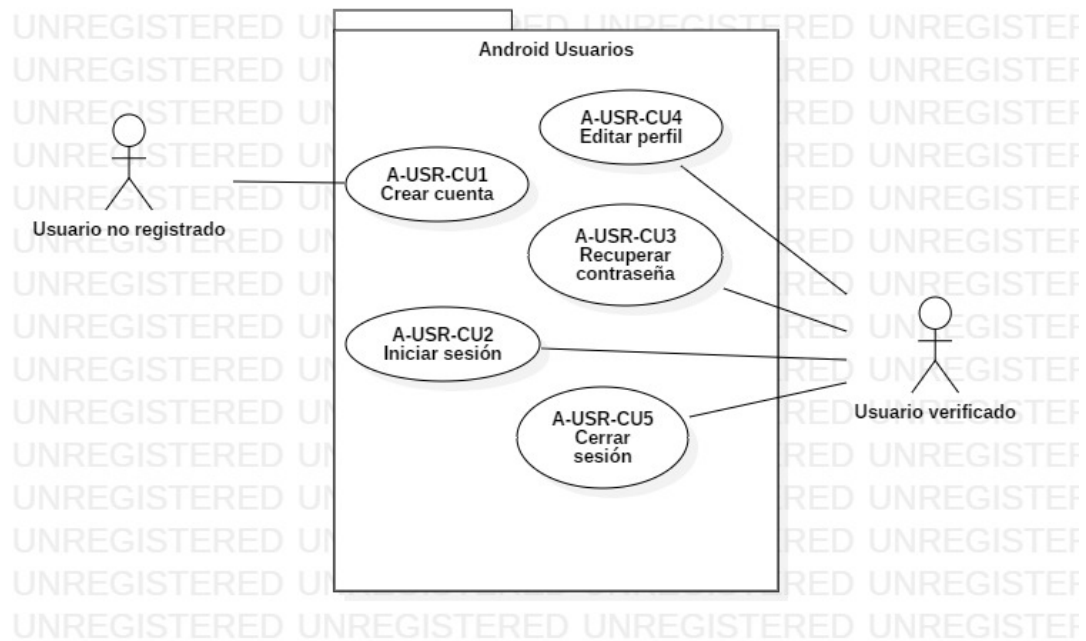 UNREGISTERED UNREGISTERED UNREGISTERED UNREGISTERED
Android Usuarios
A-USR-CU4
Editar perfil
A-USR-CU1
Crear cuenta
Usuario no registrado
A-USR-CU3
Recuperar
contraseña
A-USR-CU2
Iniciar sesión
Usuario verificado
A-USR-CU5
Cerrar
sesión